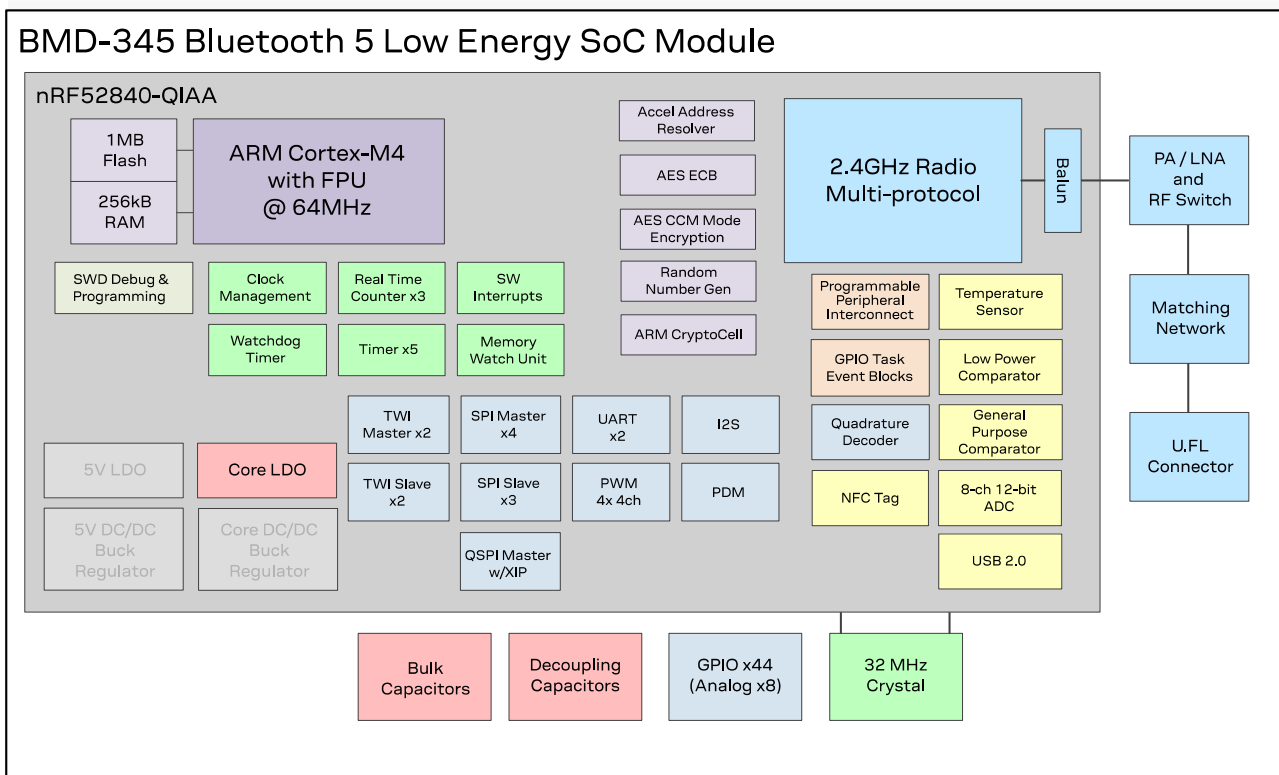 BMD-345 Bluetooth 5 Low Energy SoC Module
nRF52840-QIAA
1MB
Flash
256kB
RAM
ARM Cortex-M4
with FPU
@ 64MHz
Accel Address
Resolver
AES ECB
AES CCM Mode
Encryption
Random
Number Gen
ARM CryptoCell
2.4GHz Radio
Multi-protocol
Balun
PA / LNA
and
RF Switch
Matching
Network
U.FL
Connector
SWD Debug &
Programming
Clock
Management
Real Time
Counter x3
SW
Interrupts
Watchdog
Timer
Timer x5
Memory
Watch Unit
Programmable
Peripheral
Interconnect
Temperature
Sensor
GPIO Task
Event Blocks
Low Power
Comparator
Quadrature
Decoder
General
Purpose
Comparator
NFC Tag
8-ch 12-bit
ADC
USB 2.0
TWI
Master x2
SPI Master
x4
UART
x2
I2S
TWI Slave
x2
SPI Slave
x3
PWM
4x 4ch
PDM
QSPI Master
w/XIP
5V LDO
Core LDO
5V DC/DC
Buck
Regulator
Core DC/DC
Buck
Regulator
Bulk
Capacitors
Decoupling
Capacitors
GPIO x44
(Analog x8)
32 MHz
Crystal